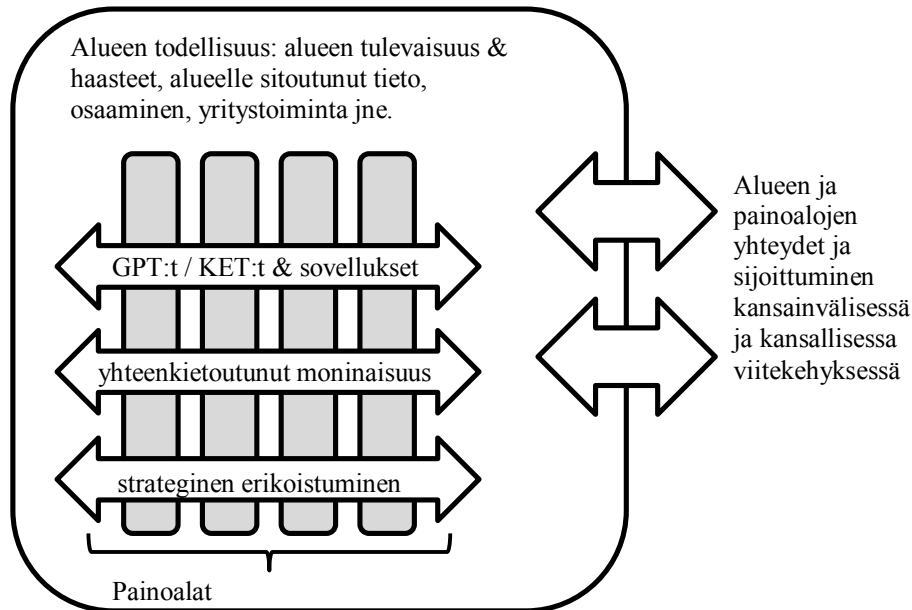 Alueen todellisuus: alueen tulevaisuus &
haasteet, alueelle sitoutunut tieto,
osaaminen, yritystoiminta jne.
GPT:t / KET:t & sovellukset
yhteenkietoutunut moninaisuus
strateginen erikoistuminen
Painoalat
Alueen ja
painoalojen
yhteydet ja
sijoittuminen
kansainvälisessä
ja kansallisessa
viitekehyksessä